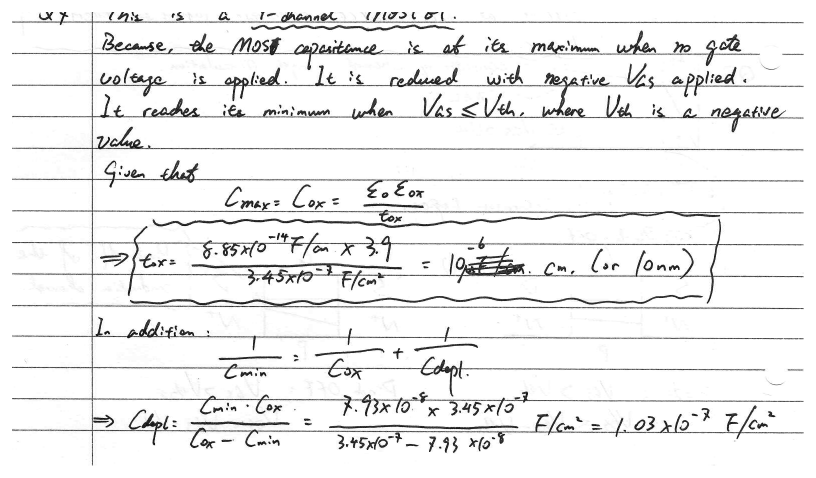 Q4 This is a P-channel MOSFET.
Because, the MOST capacitance is at its maximum when no gate
voltage is applied. It is reduced with negative VGS applied.
It reaches its minimum when VGS ≤ Vth, where Vth is a negative
value.
Given that
Cmax = Cox = ε0 εox / tox
⇒ tox = 8.85×10^-14 F/cm × 3.9 / 3.45×10^-7 F/cm² = 10^-6 cm. (or 10nm)
In addition :
1/Cmin = 1/Cox + 1/Cdepl.
⇒ Cdepl = Cmin · Cox / Cox − Cmin = 7.93×10^-8 × 3.45×10^-7 / 3.45×10^-7 − 7.93×10^-8 F/cm² = 1.03×10^-7 F/cm²